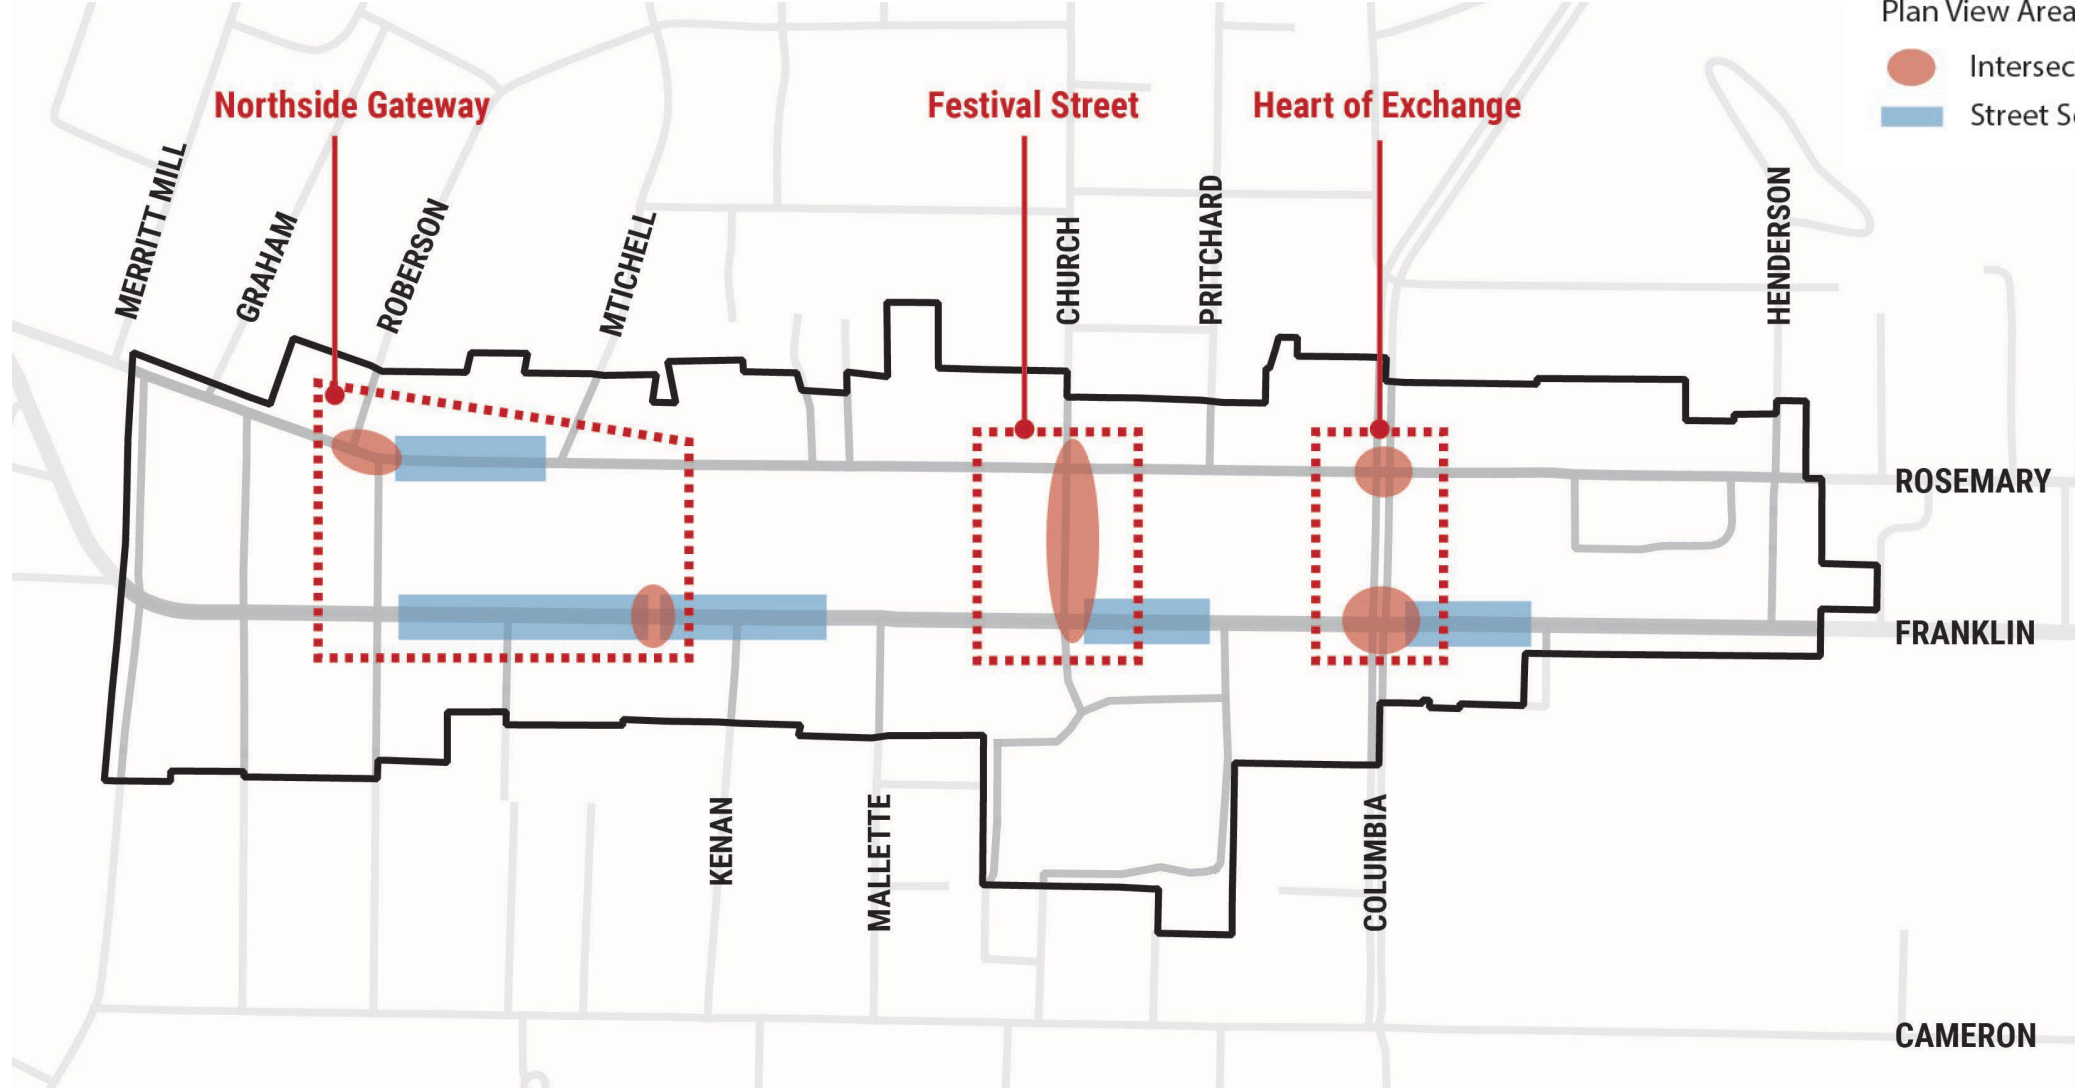 Plan View Area
Intersec
Street S
Northside Gateway
Festival Street
Heart of Exchange
MERRITT MILL
GRAHAM
ROBERSON
MTICHELL
CHURCH
PRITCHARD
HENDERSON
ROSEMARY
FRANKLIN
KENAN
MALLETTE
COLUMBIA
CAMERON